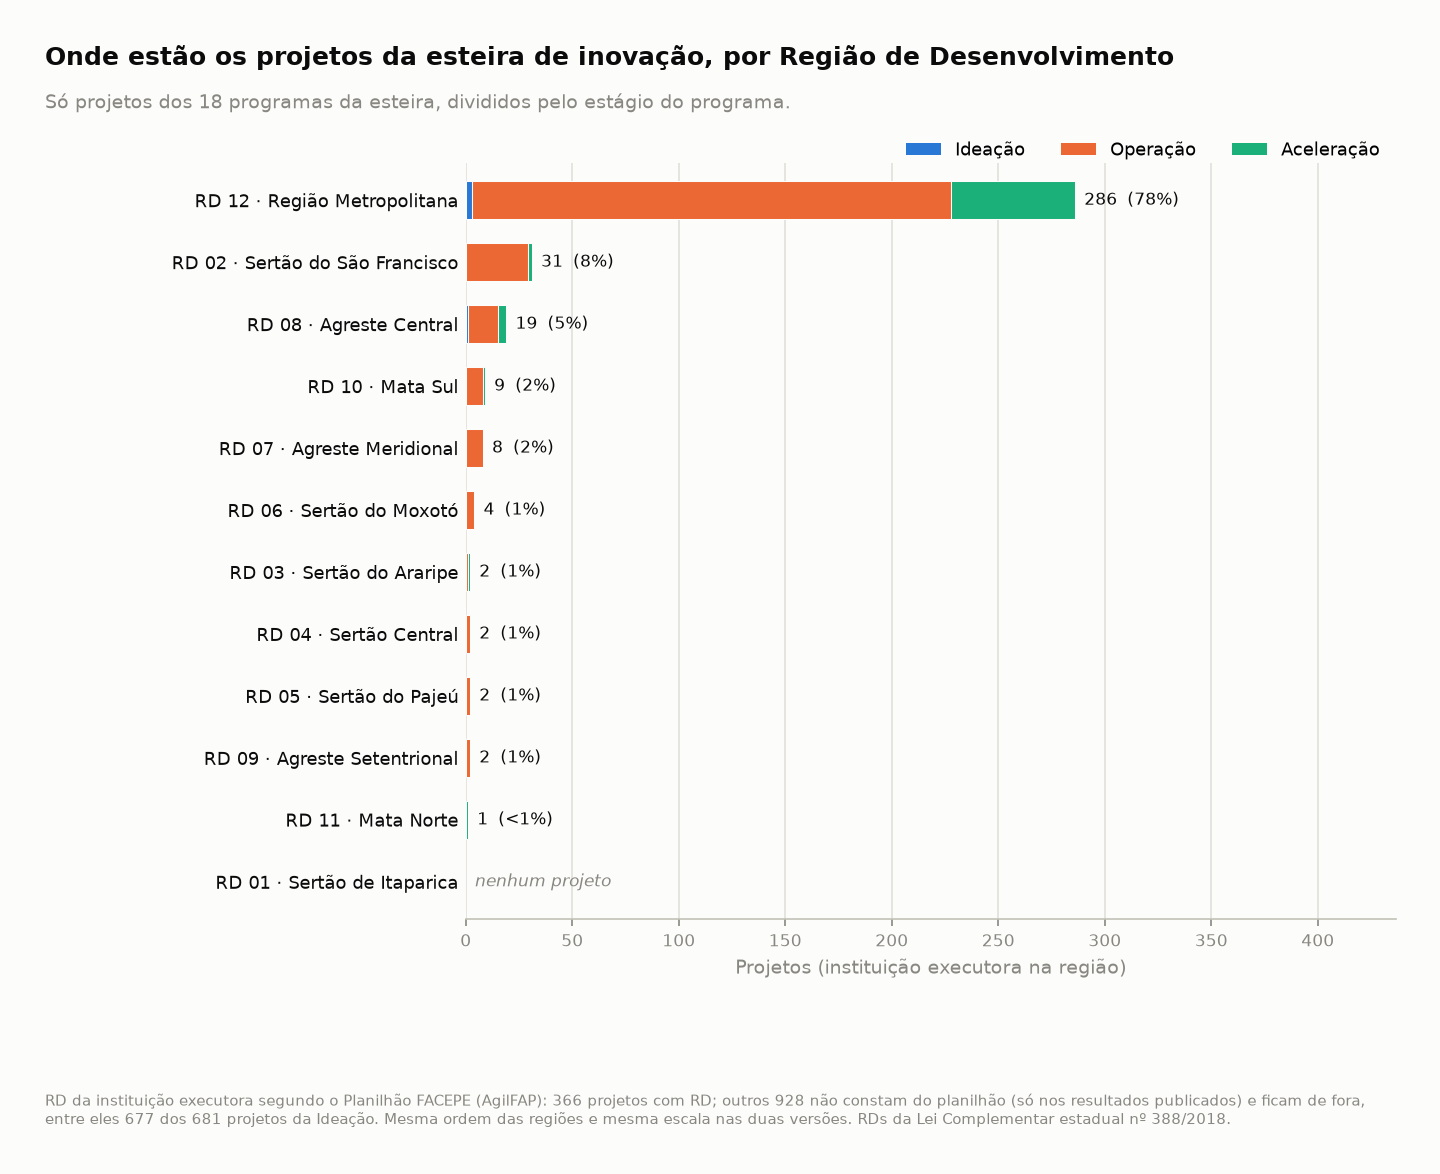 Onde estão os projetos da esteira de inovação, por Região de Desenvolvimento
Só projetos dos 18 programas da esteira, divididos pelo estágio do programa.
Ideação Operação Aceleração
RD 12 · Região Metropolitana 286 (78%)
RD 02 · Sertão do São Francisco 31 (8%)
RD 08 · Agreste Central 19 (5%)
RD 10 · Mata Sul 9 (2%)
RD 07 · Agreste Meridional 8 (2%)
RD 06 · Sertão do Moxotó 4 (1%)
RD 03 · Sertão do Araripe 2 (1%)
RD 04 · Sertão Central 2 (1%)
RD 05 · Sertão do Pajeú 2 (1%)
RD 09 · Agreste Setentrional 2 (1%)
RD 11 · Mata Norte 1 (<1%)
RD 01 · Sertão de Itaparica nenhum projeto
0 50 100 150 200 250 300 350 400
Projetos (instituição executora na região)
RD da instituição executora segundo o Planilhão FACEPE (AgilFAP): 366 projetos com RD; outros 928 não constam do planilhão (só nos resultados publicados) e ficam de fora,
entre eles 677 dos 681 projetos da Ideação. Mesma ordem das regiões e mesma escala nas duas versões. RDs da Lei Complementar estadual nº 388/2018.